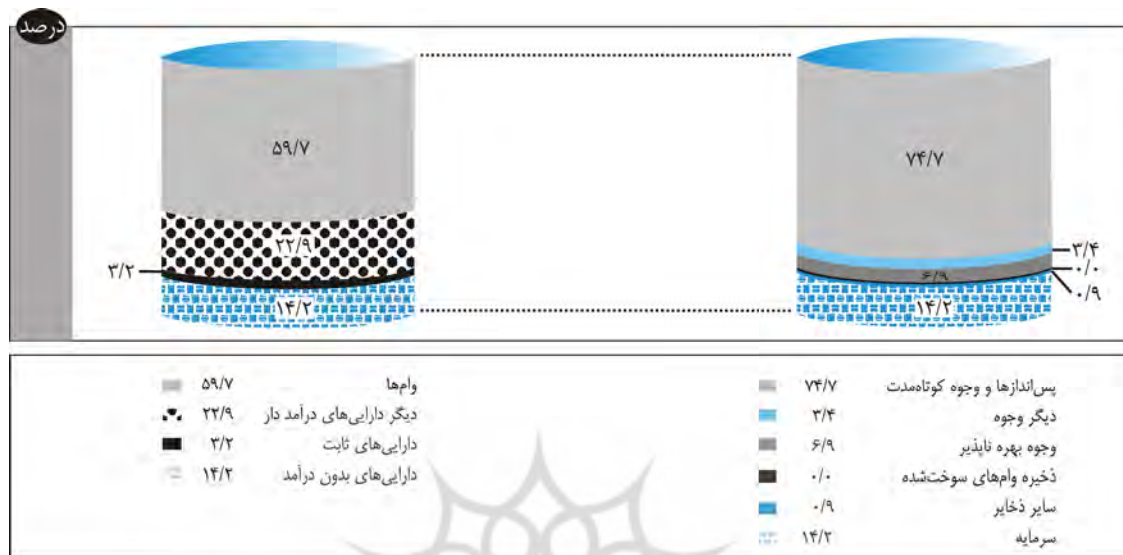 درصد
۵۹/۷
۲۲/۹
۳/۲
۱۴/۲
۷۴/۷
۳/۴
۶/۹
۰/۰
۰/۹
۱۴/۲
پس‌اندازها و وجوه کوتاه‌مدت ۷۴/۷
دیگر وجوه ۳/۴
وجوه بهره ناپذیر ۶/۹
ذخیره وام‌های سوخت‌شده ۰/۰
سایر ذخایر ۰/۹
سرمایه ۱۴/۲
وام‌ها ۵۹/۷
دیگر دارایی‌های درآمد دار ۲۲/۹
دارایی‌های ثابت ۳/۲
دارایی‌های بدون درآمد ۱۴/۲